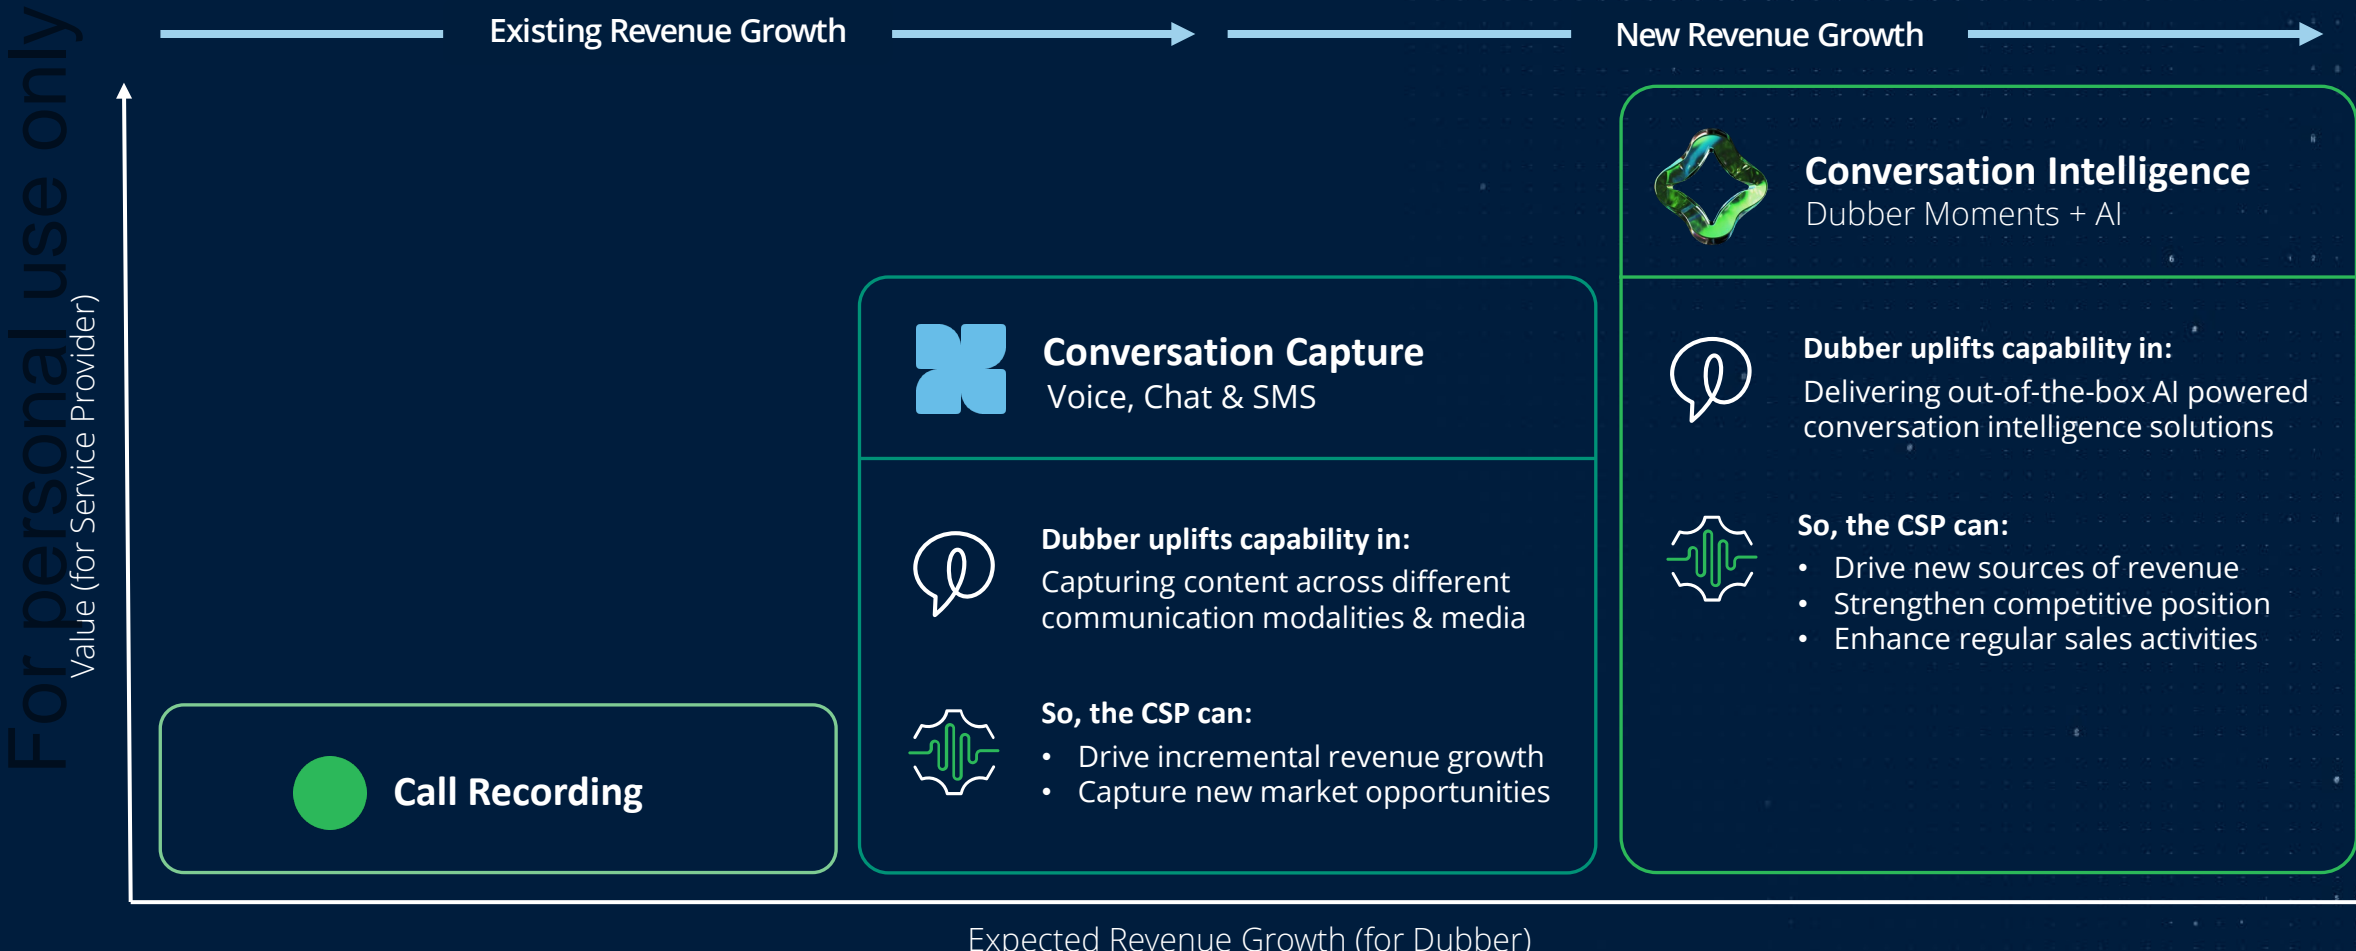 Existing Revenue Growth
New Revenue Growth
For personal use only
Value (for Service Provider)
Call Recording
Conversation Capture
Voice, Chat & SMS
Dubber uplifts capability in:
Capturing content across different
communication modalities & media
So, the CSP can:
• Drive incremental revenue growth
• Capture new market opportunities
Conversation Intelligence
Dubber Moments + AI
Dubber uplifts capability in:
Delivering out-of-the-box AI powered
conversation intelligence solutions
So, the CSP can:
• Drive new sources of revenue
• Strengthen competitive position
• Enhance regular sales activities
Expected Revenue Growth (for Dubber)